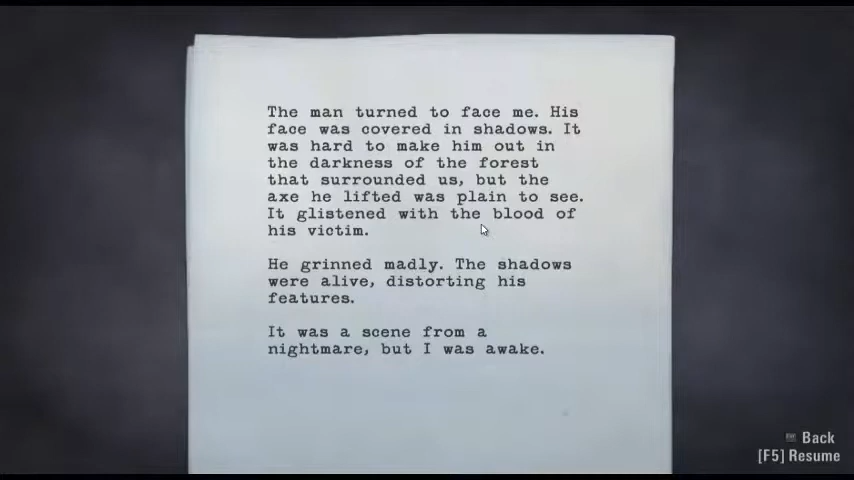 The man turned to face me. His
face was covered in shadows. It
was hard to make him out in
the darkness of the forest
that surrounded us, but the
axe he lifted was plain to see.
It glistened with the blood of
his victim.
He grinned madly. The shadows
were alive, distorting his
features.
It was a scene from a
nightmare, but I was awake.
Back
[F5] Resume